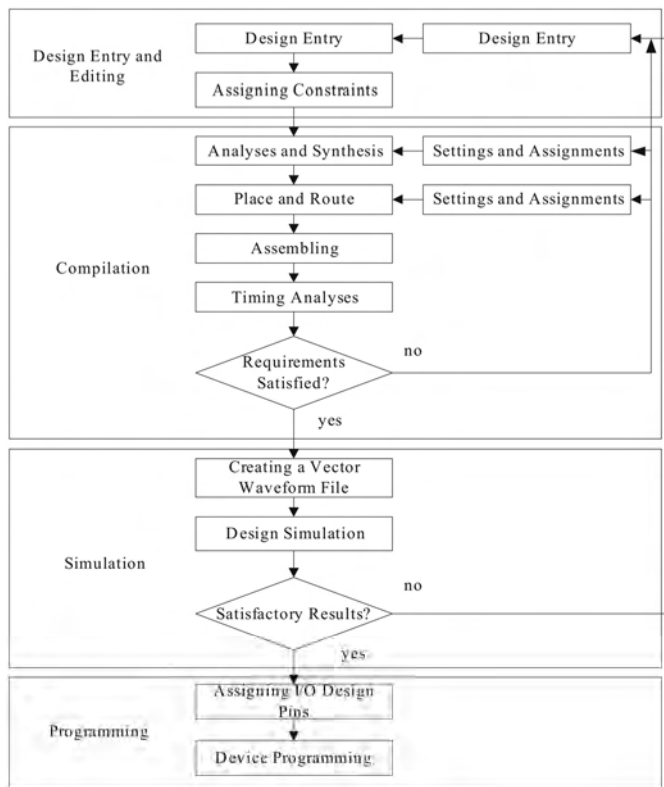 Design Entry and
Editing
Design Entry
Design Entry
Assigning Constraints
Compilation
Analyses and Synthesis
Settings and Assignments
Place and Route
Settings and Assignments
Assembling
Timing Analyses
Requirements
Satisfied?
no
yes
Simulation
Creating a Vector
Waveform File
Design Simulation
Satisfactory Results?
no
yes
Programming
Assigning I/O Design
Pins
Device Programming